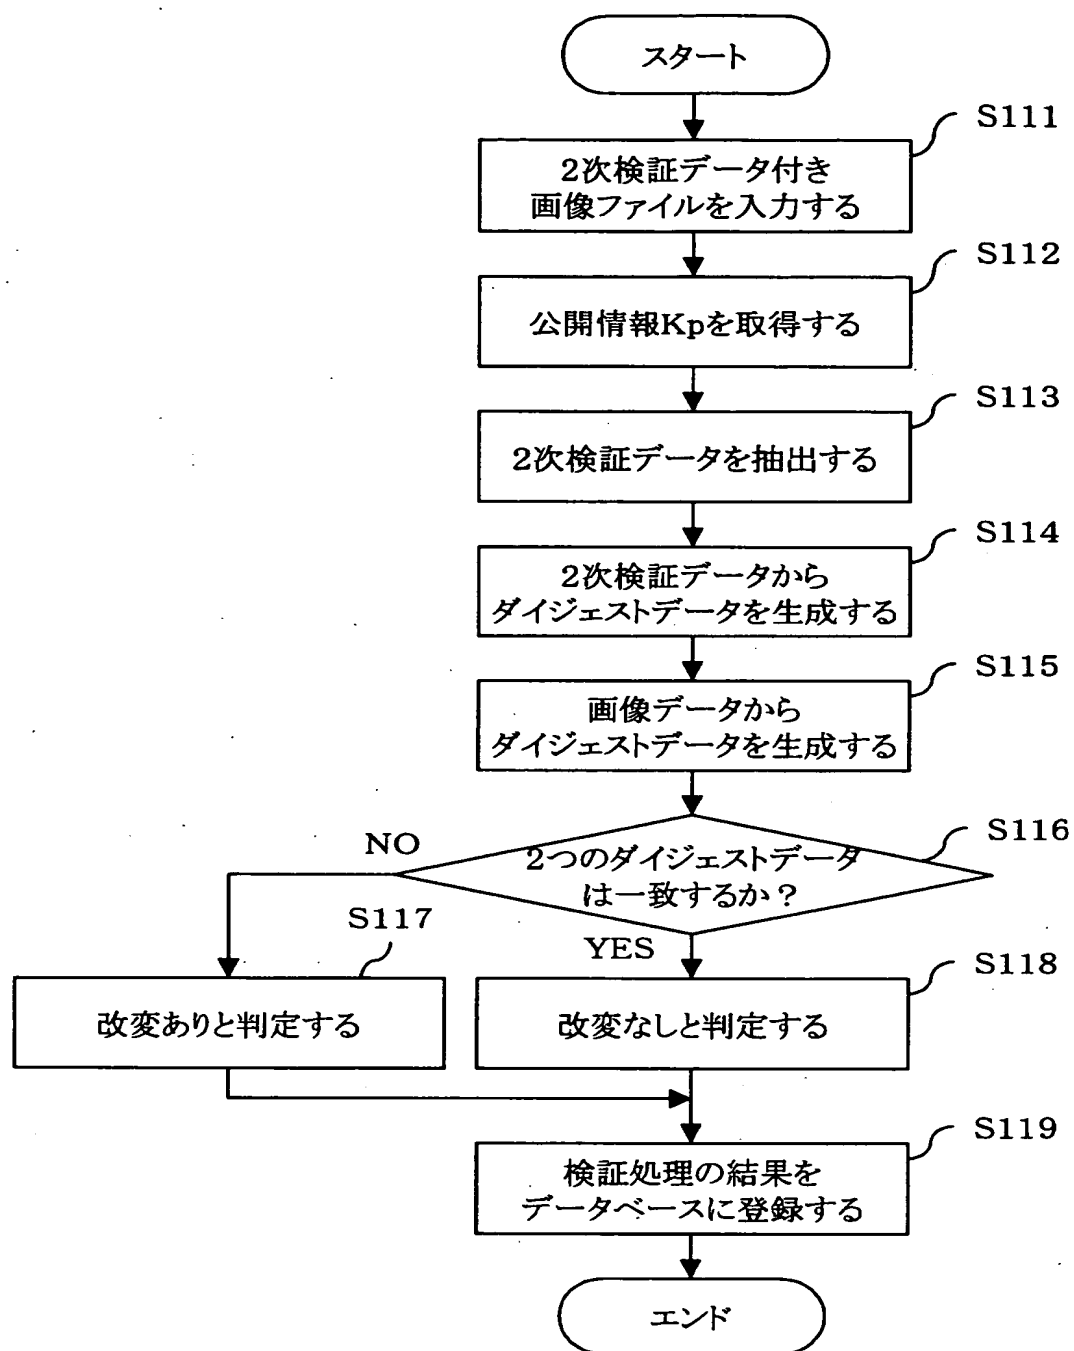 スタート
S111
2次検証データ付き
画像ファイルを入力する
S112
公開情報Kpを取得する
S113
2次検証データを抽出する
S114
2次検証データから
ダイジェストデータを生成する
S115
画像データから
ダイジェストデータを生成する
S116
2つのダイジェストデータ
は一致するか?
NO
YES
S117
改変ありと判定する
S118
改変なしと判定する
S119
検証処理の結果を
データベースに登録する
エンド